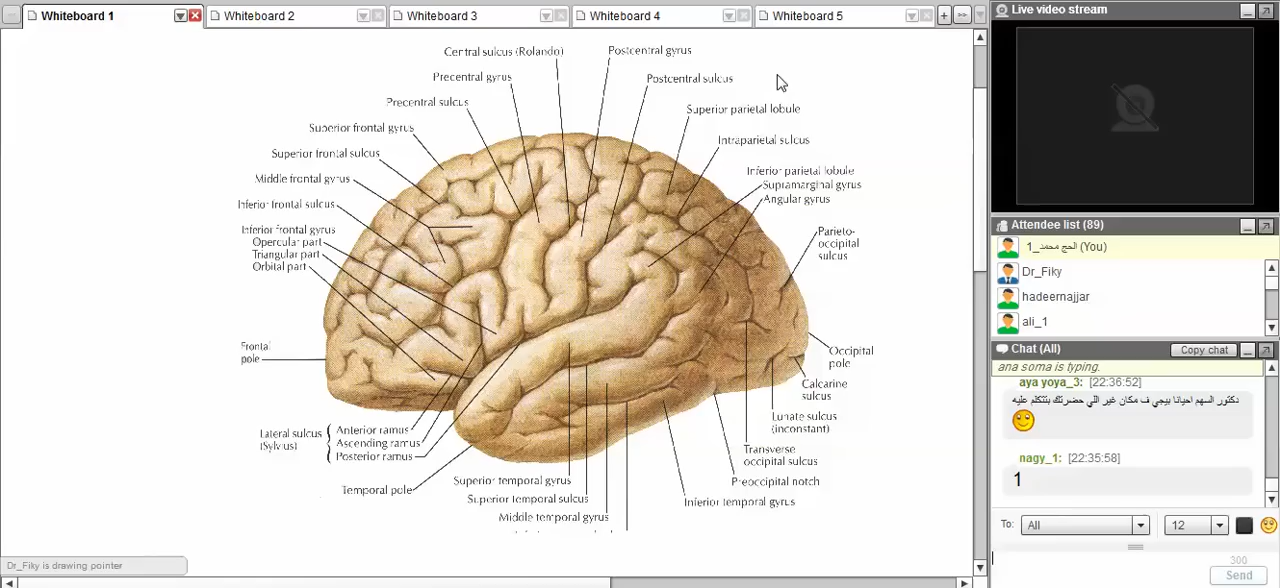 Whiteboard 1
Whiteboard 2
Whiteboard 3
Whiteboard 4
Whiteboard 5
Central sulcus (Rolando)
Precentral gyrus
Precentral sulcus
Superior frontal gyrus
Superior frontal sulcus
Middle frontal gyrus
Inferior frontal sulcus
Inferior frontal gyrus
Opercular part
Triangular part
Orbital part
Frontal
pole
Lateral sulcus
(Sylvius)
Anterior ramus
Ascending ramus
Posterior ramus
Temporal pole
Postcentral gyrus
Postcentral sulcus
Superior parietal lobule
Intraparietal sulcus
Inferior parietal lobule
Supramarginal gyrus
Angular gyrus
Parieto-
occipital
sulcus
Occipital
pole
Calcarine
sulcus
Lunate sulcus
(inconstant)
Transverse
occipital sulcus
Preoccipital notch
Inferior temporal gyrus
Superior temporal gyrus
Superior temporal sulcus
Middle temporal gyrus
Dr_Fiky is drawing pointer
Live video stream
Attendee list (89)
الحج محمد_1 (You)
Dr_Fiky
hadeernajjar
ali_1
Chat (All)
Copy chat
ana soma is typing.
aya yoya_3: [22:36:52]
دكتور السهم احيانا بيجي ف مكان غير اللي حضرتك بتتكلم عليه
nagy_1: [22:35:58]
1
To: All 12
300
Send